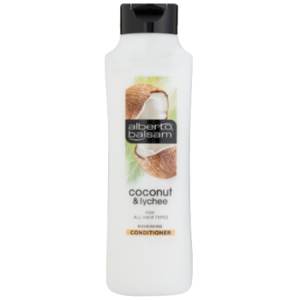 alberto
balsam
coconut
& lychee
FOR
ALL HAIR TYPES
CONDITIONER